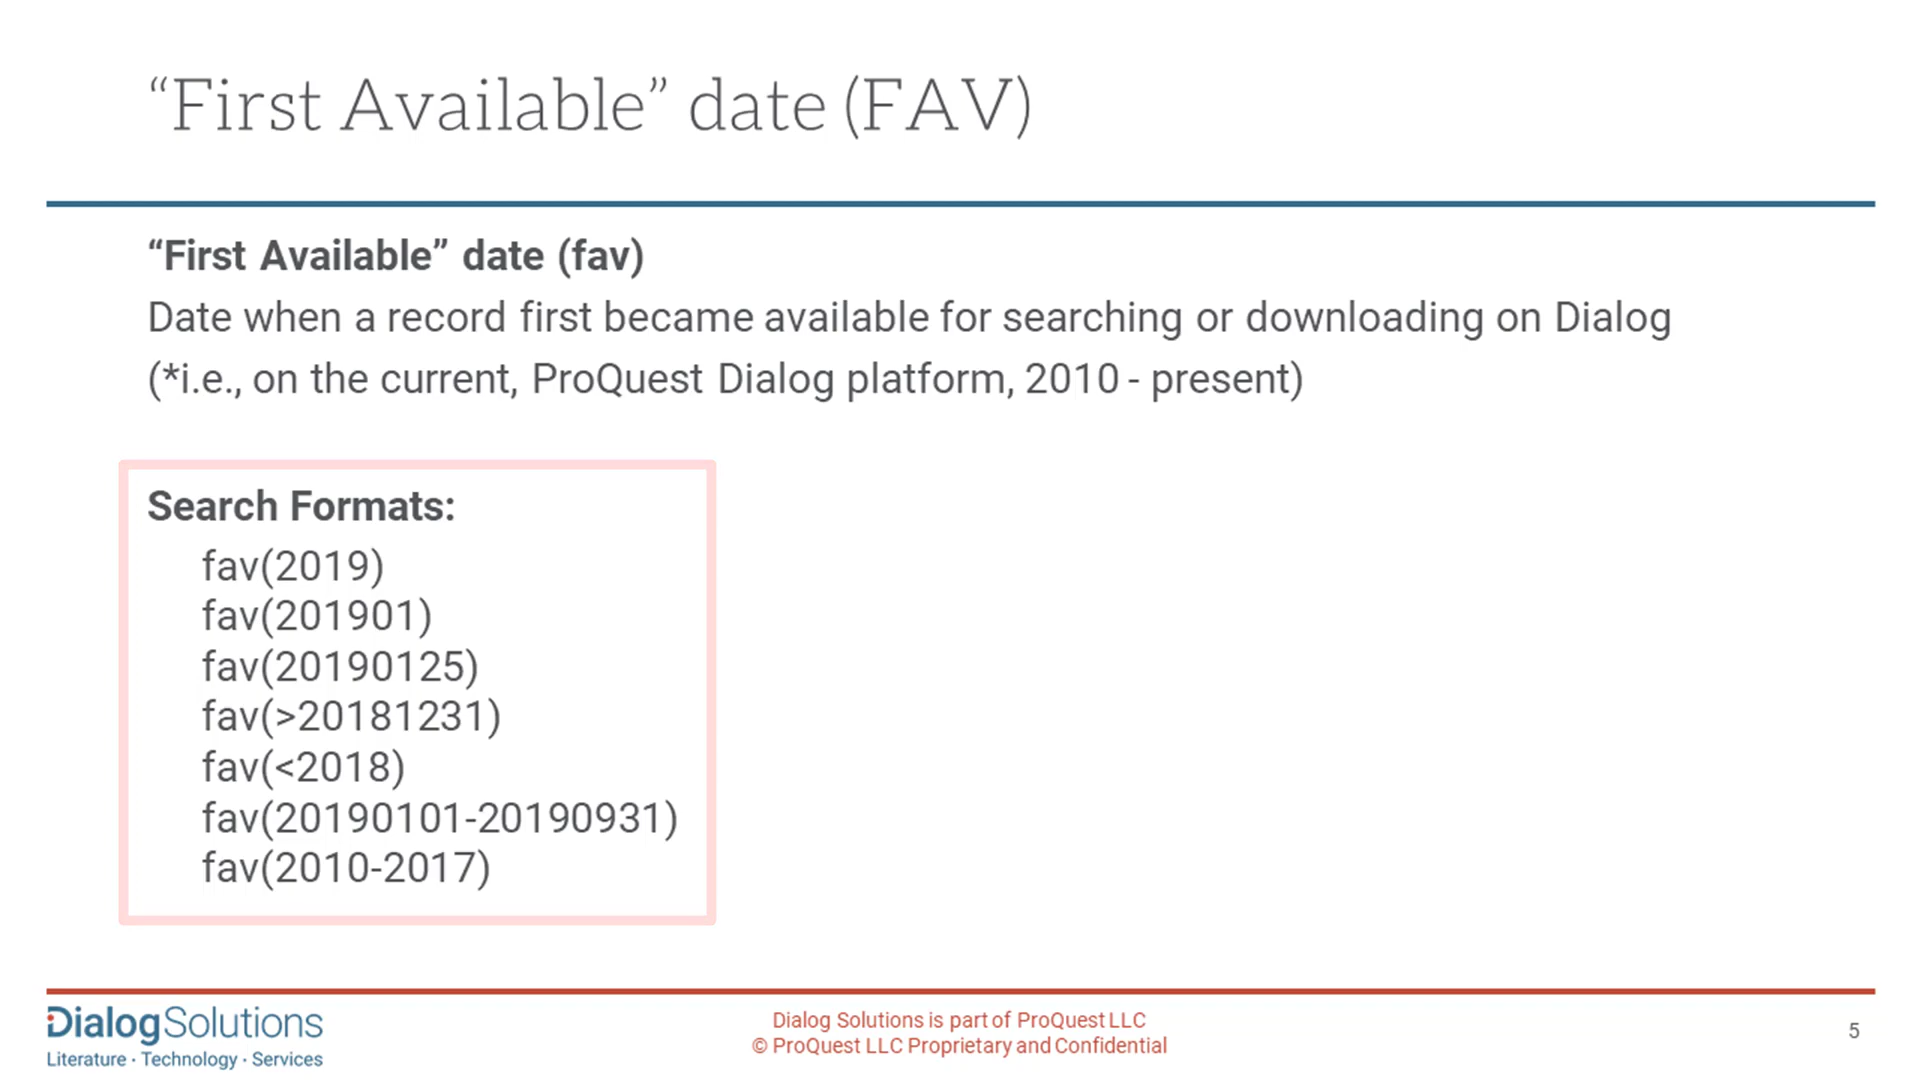 “First Available” date (FAV)
“First Available” date (fav)
Date when a record first became available for searching or downloading on Dialog
(*i.e., on the current, ProQuest Dialog platform, 2010 - present)
Search Formats:
fav(2019)
fav(201901)
fav(20190125)
fav(>20181231)
fav(<2018)
fav(20190101-20190931)
fav(2010-2017)
DialogSolutions
Literature · Technology · Services
Dialog Solutions is part of ProQuest LLC
© ProQuest LLC Proprietary and Confidential
5